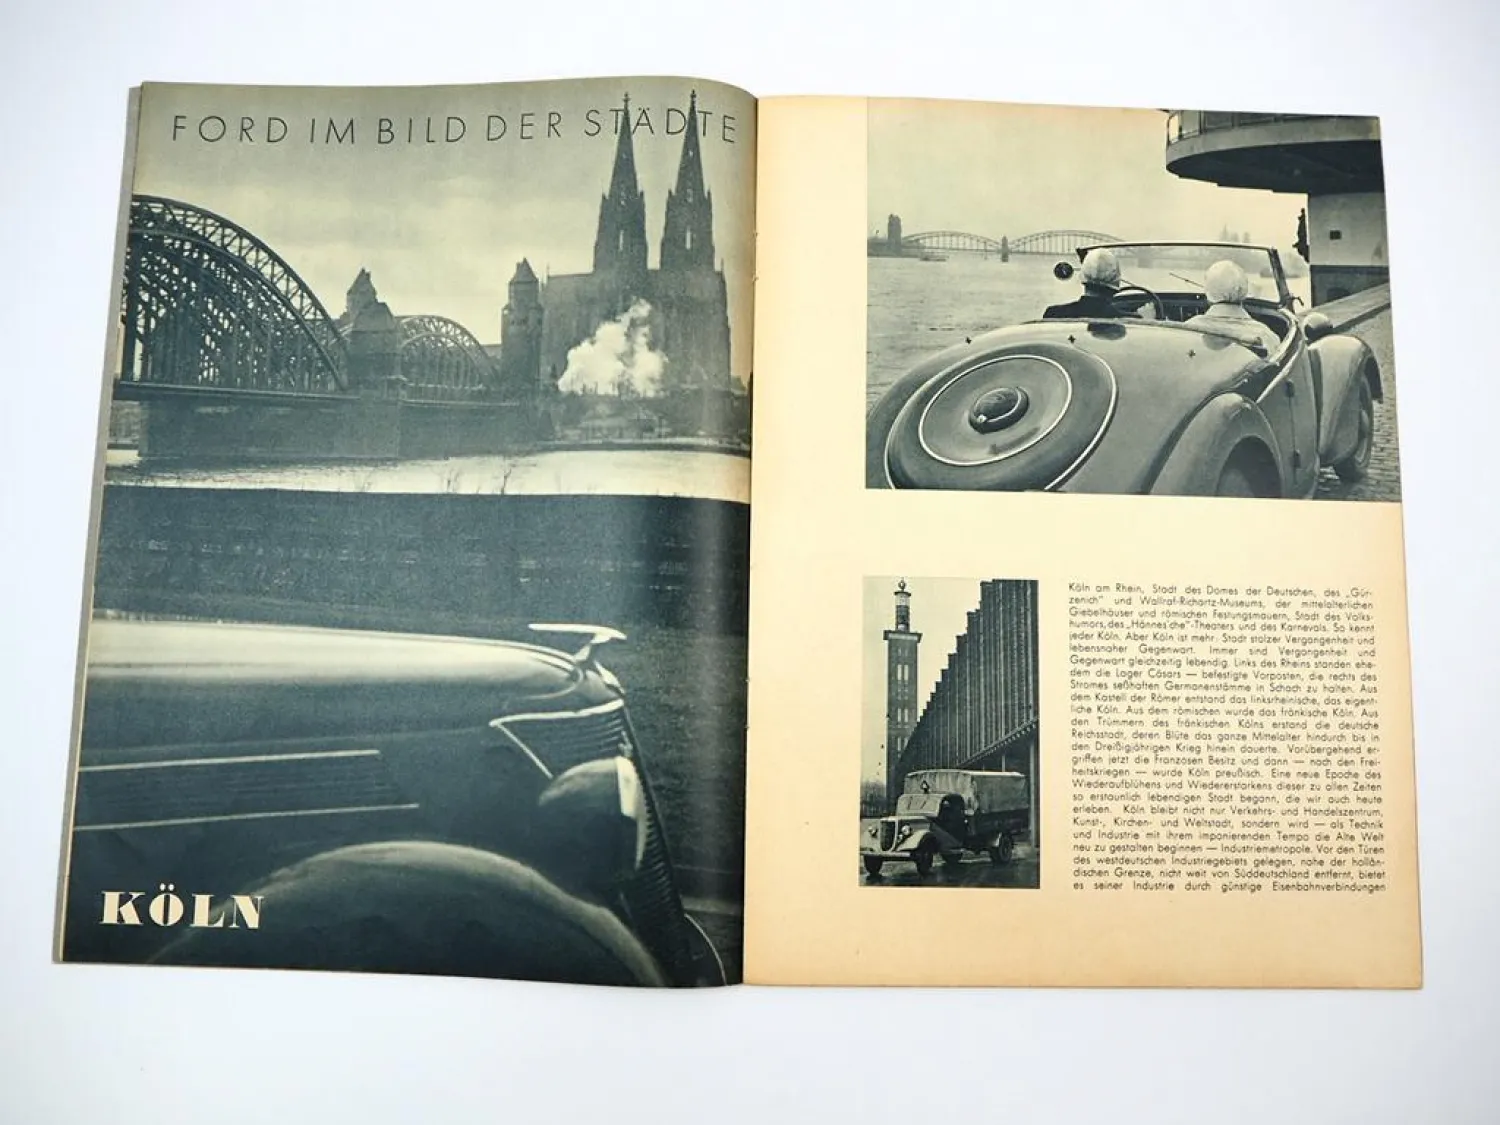 FORD IM BILD DER STÄDTE
KÖLN
Köln am Rhein, Stadt des Domes der Deutschen, des „Gür-
zenich" und Wallraf-Richartz-Museums, der mittelalterlichen
Giebelhäuser und römischen Festungsmauern, Stadt des Volks-
humors, des „Hännes'che"-Theaters und des Karnevals. So kennt
jeder Köln. Aber Köln ist mehr: Stadt stolzer Vergangenheit und
lebensnaher Gegenwart. Immer sind Vergangenheit und
Gegenwart gleichzeitig lebendig. Links des Rheins standen ehe-
dem die Lager Cäsars — befestigte Vorposten, die rechts des
Stromes seßhaften Germanenstämme in Schach zu halten. Aus
dem Kastell der Römer entstand das linksrheinische, das eigent-
liche Köln. Aus dem römischen wurde das fränkische Köln. Aus
den Trümmern des fränkischen Kölns erstand die deutsche
Reichsstadt, deren Blüte das ganze Mittelalter hindurch bis in
den Dreißigjährigen Krieg hinein dauerte. Vorübergehend er-
griffen jetzt die Franzosen Besitz und dann — nach den Frei-
heitskriegen — wurde Köln preußisch. Eine neue Epoche des
Wiederaufblühens und Wiedererstarkens dieser zu allen Zeiten
so erstaunlich lebendigen Stadt begann, die wir auch heute
erleben. Köln bleibt nicht nur Verkehrs- und Handelszentrum,
Kunst-, Kirchen- und Weltstadt, sondern wird — als Technik
und Industrie mit ihrem imponierenden Tempo die Alte Welt
neu zu gestalten beginnen — Industriemetropole. Vor den Türen
des westdeutschen Industriegebiets gelegen, nahe der hollän-
dischen Grenze, nicht weit von Süddeutschland entfernt, bietet
es seiner Industrie durch günstige Eisenbahnverbindungen